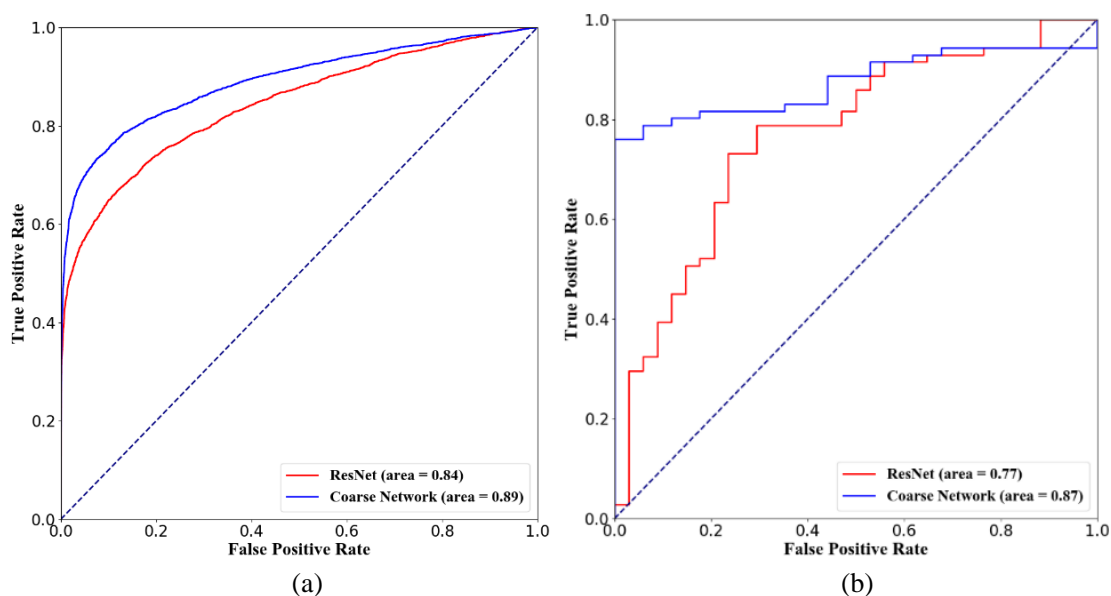 1.0
0.8
0.6
0.4
0.2
0.0
True Positive Rate
0.0 0.2 0.4 0.6 0.8 1.0
False Positive Rate
ResNet (area = 0.84)
Coarse Network (area = 0.89)
(a)
1.0
0.8
0.6
0.4
0.2
0.0
True Positive Rate
0.0 0.2 0.4 0.6 0.8 1.0
False Positive Rate
ResNet (area = 0.77)
Coarse Network (area = 0.87)
(b)